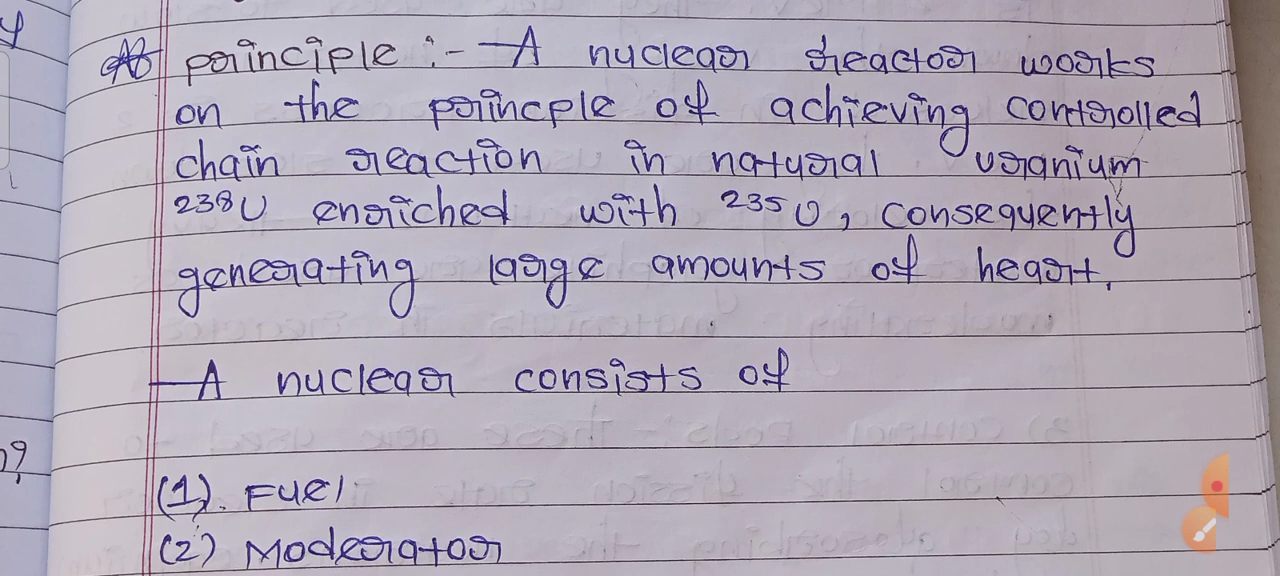 principle :- A nuclear reactor works
on the princple of achieving controlled
chain reaction in natural uranium
238U enriched with 235U, consequently
generating large amounts of heart.
A nuclear consists of
(1). Fuel
(2) Moderator